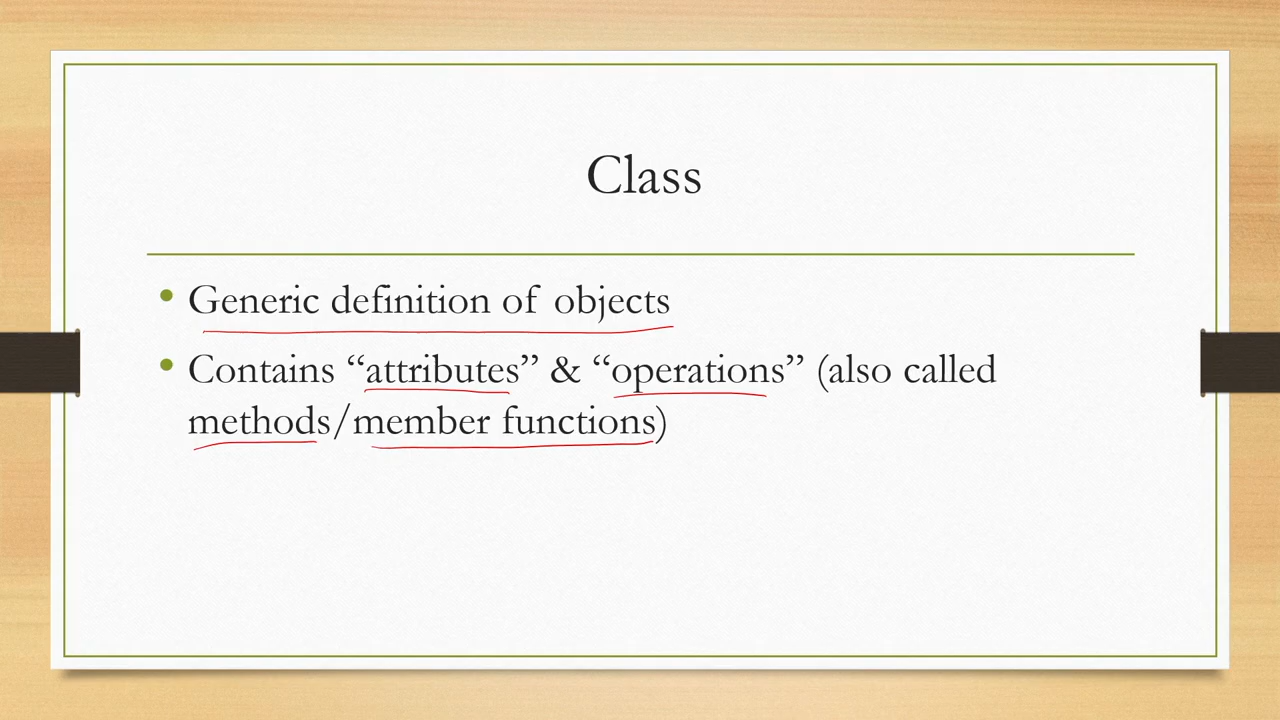 Class
• Generic definition of objects
• Contains “attributes” & “operations” (also called
methods/member functions)